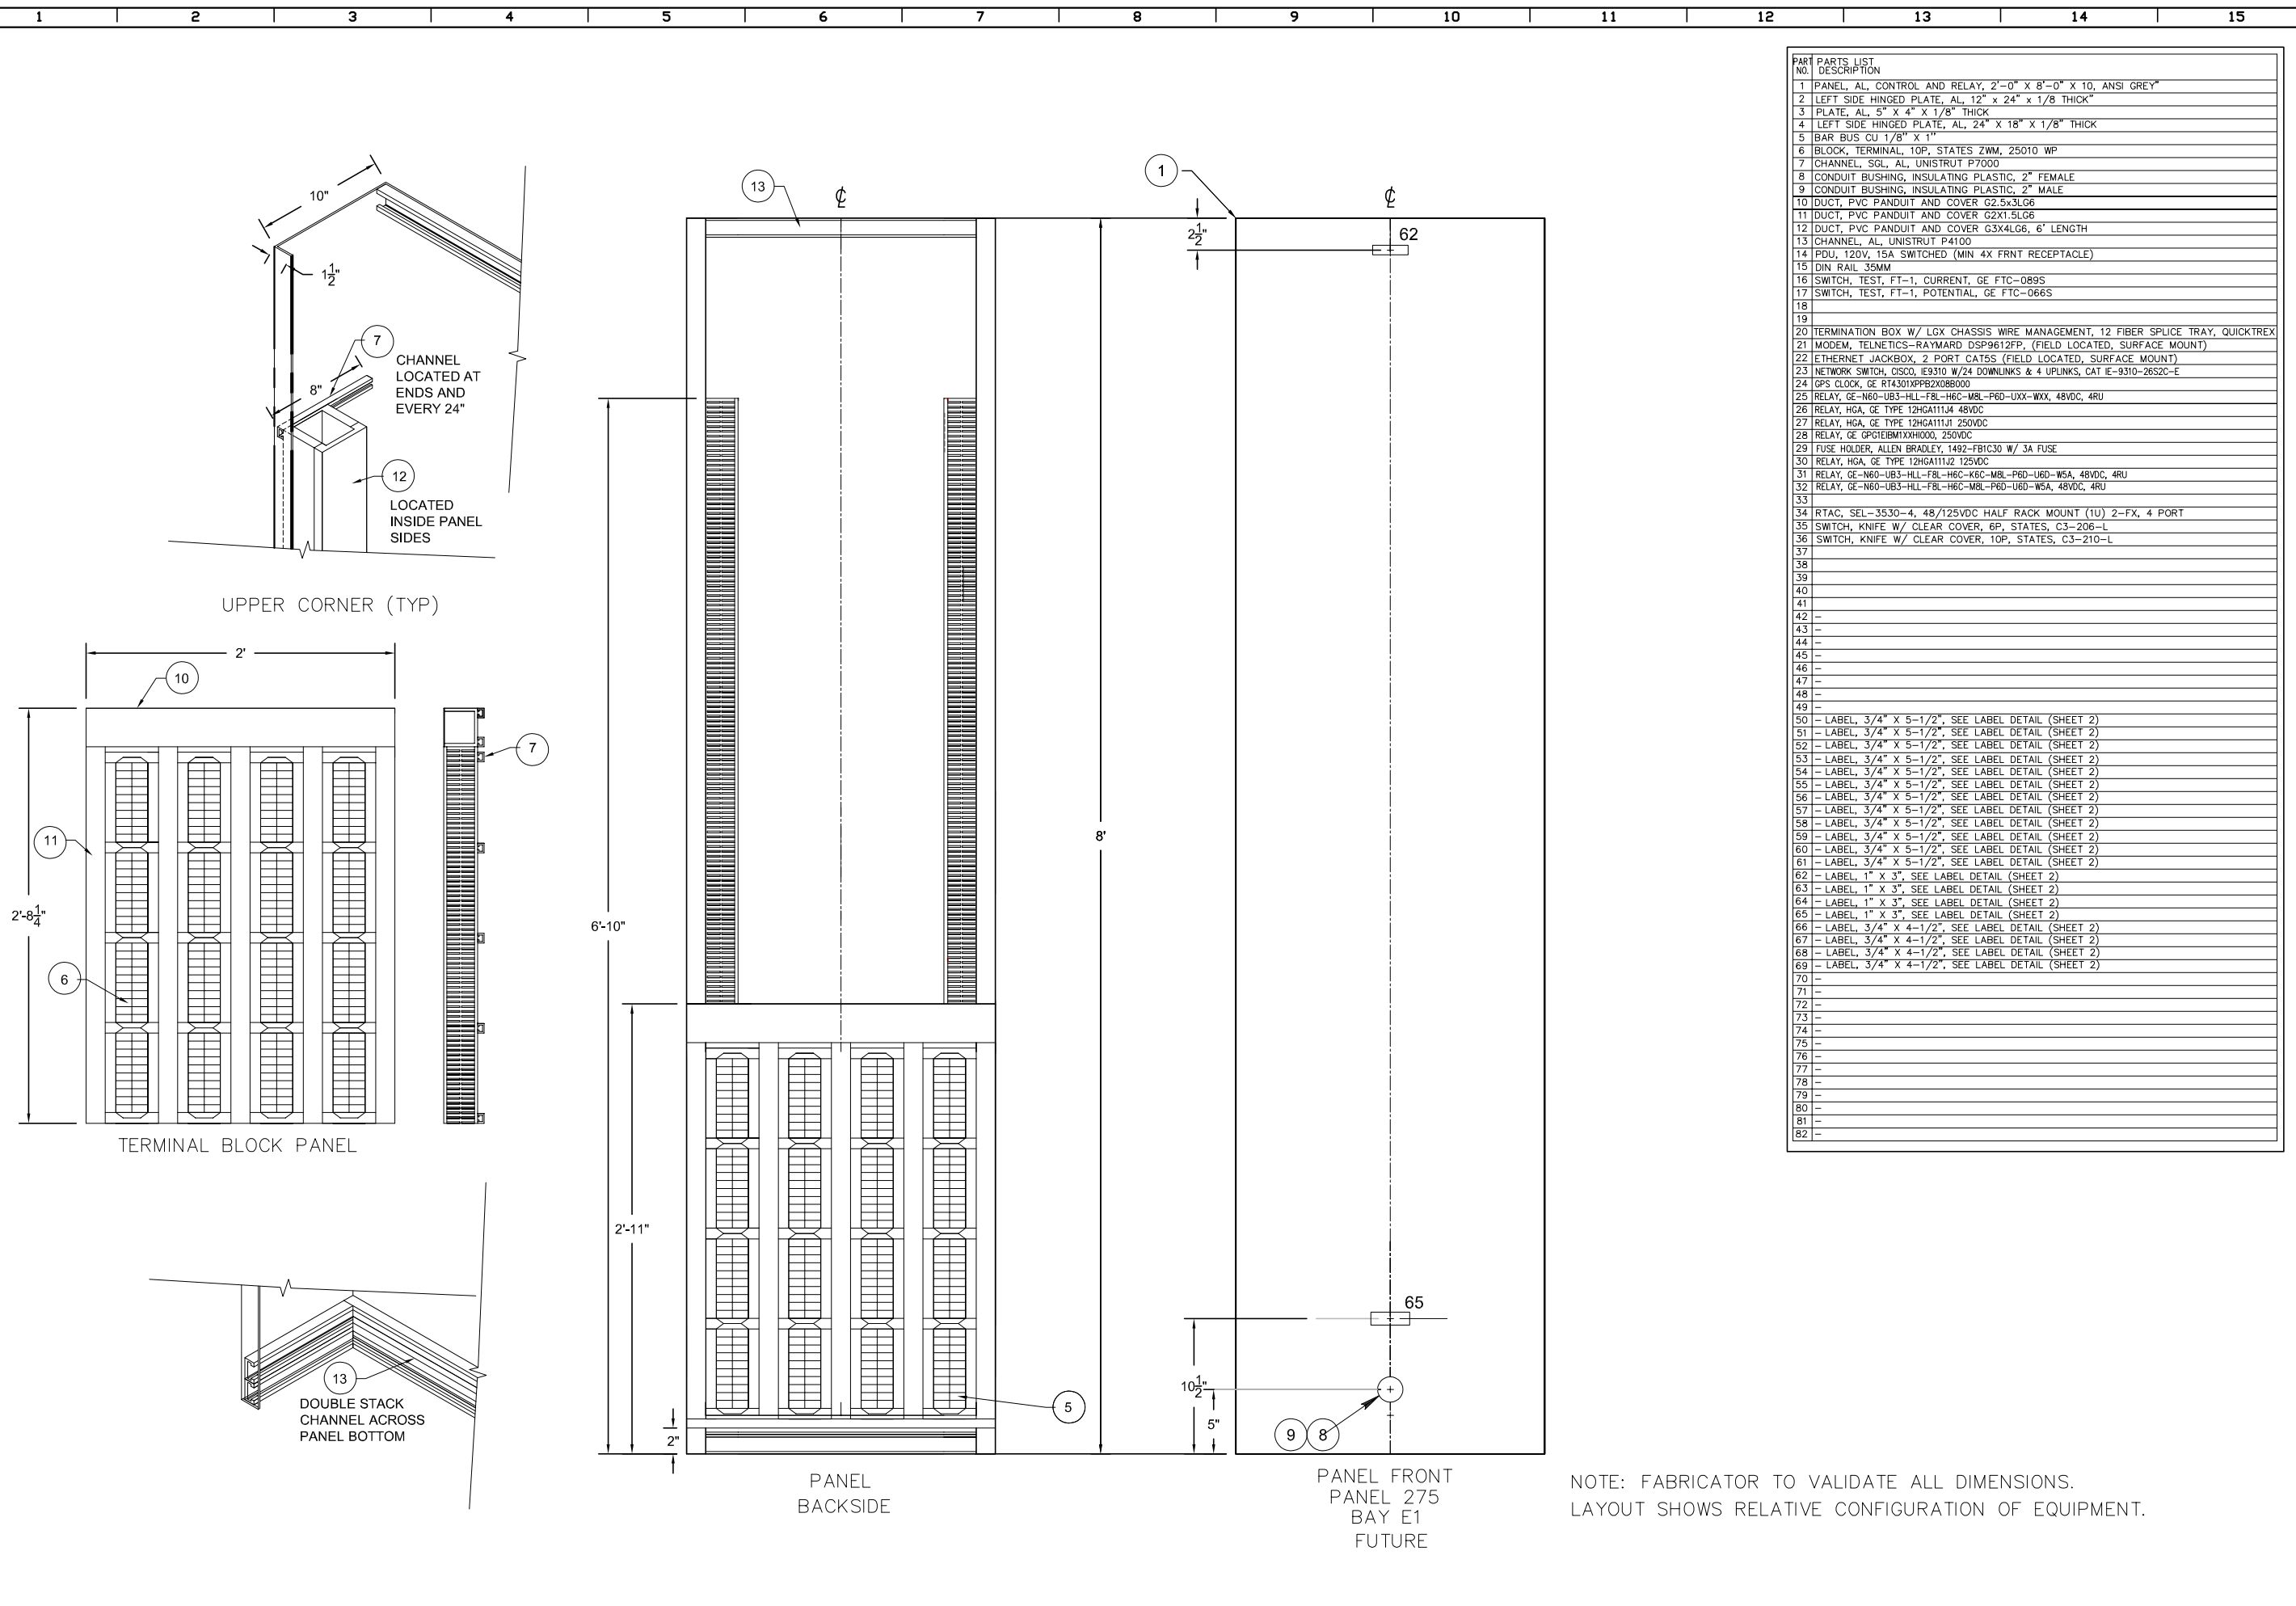 1 2 3 4 5 6 7 8 9 10 11 12 13 14 15
10"
1 1/2"
7
CHANNEL
LOCATED AT
ENDS AND
EVERY 24"
8"
12
LOCATED
INSIDE PANEL
SIDES
UPPER CORNER (TYP)
2'
10
7
11
2'-8 1/4"
6
TERMINAL BLOCK PANEL
13
DOUBLE STACK
CHANNEL ACROSS
PANEL BOTTOM
13
℄
6'-10"
8'
2'-11"
5
2"
PANEL
BACKSIDE
1
℄
2 1/2"
62
65
10 1/2"
5"
9 8
PANEL FRONT
PANEL 275
BAY E1
FUTURE
NOTE: FABRICATOR TO VALIDATE ALL DIMENSIONS.
LAYOUT SHOWS RELATIVE CONFIGURATION OF EQUIPMENT.
PART PARTS LIST
NO. DESCRIPTION
1 PANEL, AL, CONTROL AND RELAY, 2'-0" X 8'-0" X 10, ANSI GREY"
2 LEFT SIDE HINGED PLATE, AL, 12" x 24" x 1/8 THICK"
3 PLATE, AL, 5" X 4" X 1/8" THICK
4 LEFT SIDE HINGED PLATE, AL, 24" X 18" X 1/8" THICK
5 BAR BUS CU 1/8" X 1"
6 BLOCK, TERMINAL, 10P, STATES ZWM, 25010 WP
7 CHANNEL, SGL, AL, UNISTRUT P7000
8 CONDUIT BUSHING, INSULATING PLASTIC, 2" FEMALE
9 CONDUIT BUSHING, INSULATING PLASTIC, 2" MALE
10 DUCT, PVC PANDUIT AND COVER G2.5x3LG6
11 DUCT, PVC PANDUIT AND COVER G2X1.5LG6
12 DUCT, PVC PANDUIT AND COVER G3X4LG6, 6' LENGTH
13 CHANNEL, AL, UNISTRUT P4100
14 PDU, 120V, 15A SWITCHED (MIN 4X FRNT RECEPTACLE)
15 DIN RAIL 35MM
16 SWITCH, TEST, FT-1, CURRENT, GE FTC-089S
17 SWITCH, TEST, FT-1, POTENTIAL, GE FTC-066S
18
19
20 TERMINATION BOX W/ LGX CHASSIS WIRE MANAGEMENT, 12 FIBER SPLICE TRAY, QUICKTREX
21 MODEM, TELNETICS-RAYMARD DSP9612FP, (FIELD LOCATED, SURFACE MOUNT)
22 ETHERNET JACKBOX, 2 PORT CAT5S (FIELD LOCATED, SURFACE MOUNT)
23 NETWORK SWITCH, CISCO, IE9310 W/24 DOWNLINKS & 4 UPLINKS, CAT IE-9310-26S2C-E
24 GPS CLOCK, GE RT4301XPPB2X08B000
25 RELAY, GE-N60-UB3-HLL-F8L-H6C-M8L-P6D-UXX-WXX, 48VDC, 4RU
26 RELAY, HGA, GE TYPE 12HGA111J4 48VDC
27 RELAY, HGA, GE TYPE 12HGA111J1 250VDC
28 RELAY, GE GPG1EIBM1XXHI000, 250VDC
29 FUSE HOLDER, ALLEN BRADLEY, 1492-FB1C30 W/ 3A FUSE
30 RELAY, HGA, GE TYPE 12HGA111J2 125VDC
31 RELAY, GE-N60-UB3-HLL-F8L-H6C-K6C-M8L-P6D-U6D-W5A, 48VDC, 4RU
32 RELAY, GE-N60-UB3-HLL-F8L-H6C-M8L-P6D-U6D-W5A, 48VDC, 4RU
33
34 RTAC, SEL-3530-4, 48/125VDC HALF RACK MOUNT (1U) 2-FX, 4 PORT
35 SWITCH, KNIFE W/ CLEAR COVER, 6P, STATES, C3-206-L
36 SWITCH, KNIFE W/ CLEAR COVER, 10P, STATES, C3-210-L
37
38
39
40
41
42 -
43 -
44 -
45 -
46 -
47 -
48 -
49 -
50 - LABEL, 3/4" X 5-1/2", SEE LABEL DETAIL (SHEET 2)
51 - LABEL, 3/4" X 5-1/2", SEE LABEL DETAIL (SHEET 2)
52 - LABEL, 3/4" X 5-1/2", SEE LABEL DETAIL (SHEET 2)
53 - LABEL, 3/4" X 5-1/2", SEE LABEL DETAIL (SHEET 2)
54 - LABEL, 3/4" X 5-1/2", SEE LABEL DETAIL (SHEET 2)
55 - LABEL, 3/4" X 5-1/2", SEE LABEL DETAIL (SHEET 2)
56 - LABEL, 3/4" X 5-1/2", SEE LABEL DETAIL (SHEET 2)
57 - LABEL, 3/4" X 5-1/2", SEE LABEL DETAIL (SHEET 2)
58 - LABEL, 3/4" X 5-1/2", SEE LABEL DETAIL (SHEET 2)
59 - LABEL, 3/4" X 5-1/2", SEE LABEL DETAIL (SHEET 2)
60 - LABEL, 3/4" X 5-1/2", SEE LABEL DETAIL (SHEET 2)
61 - LABEL, 3/4" X 5-1/2", SEE LABEL DETAIL (SHEET 2)
62 - LABEL, 1" X 3", SEE LABEL DETAIL (SHEET 2)
63 - LABEL, 1" X 3", SEE LABEL DETAIL (SHEET 2)
64 - LABEL, 1" X 3", SEE LABEL DETAIL (SHEET 2)
65 - LABEL, 1" X 3", SEE LABEL DETAIL (SHEET 2)
66 - LABEL, 3/4" X 4-1/2", SEE LABEL DETAIL (SHEET 2)
67 - LABEL, 3/4" X 4-1/2", SEE LABEL DETAIL (SHEET 2)
68 - LABEL, 3/4" X 4-1/2", SEE LABEL DETAIL (SHEET 2)
69 - LABEL, 3/4" X 4-1/2", SEE LABEL DETAIL (SHEET 2)
70 -
71 -
72 -
73 -
74 -
75 -
76 -
77 -
78 -
79 -
80 -
81 -
82 -